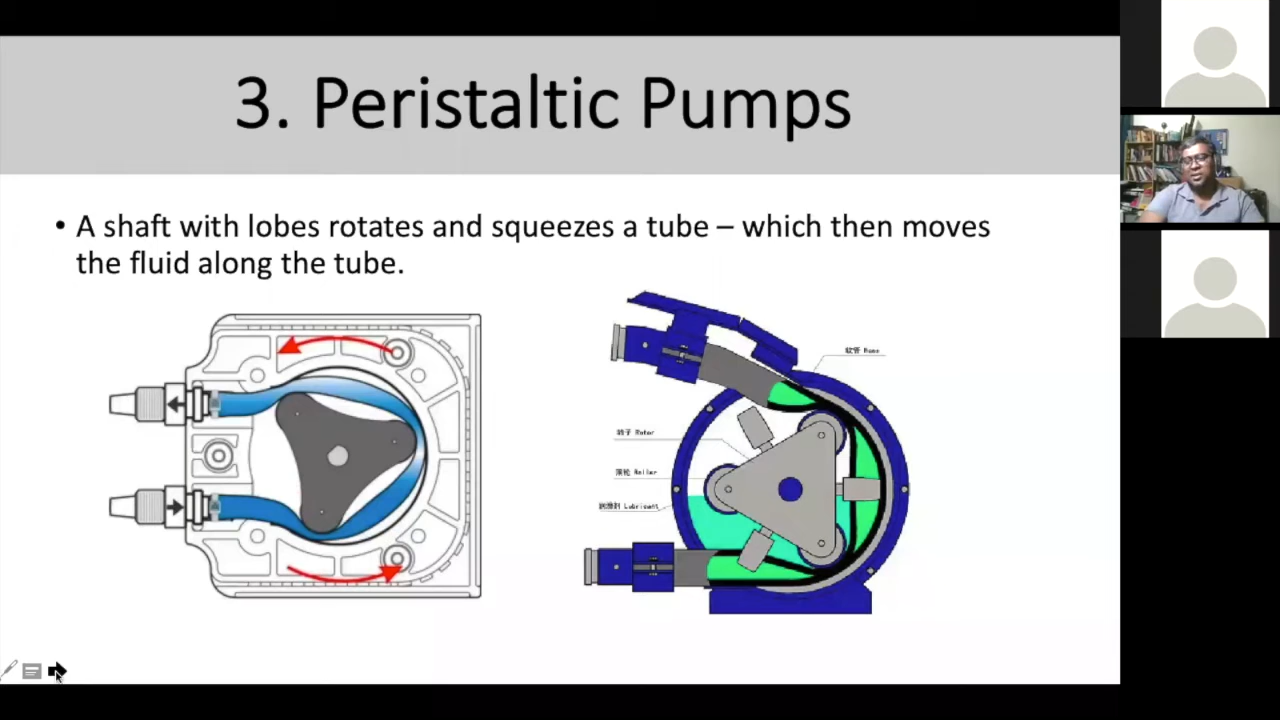 3. Peristaltic Pumps
• A shaft with lobes rotates and squeezes a tube – which then moves
the fluid along the tube.
软管 Hose
转子 Rotor
滚轮 Roller
润滑剂 Lubricant